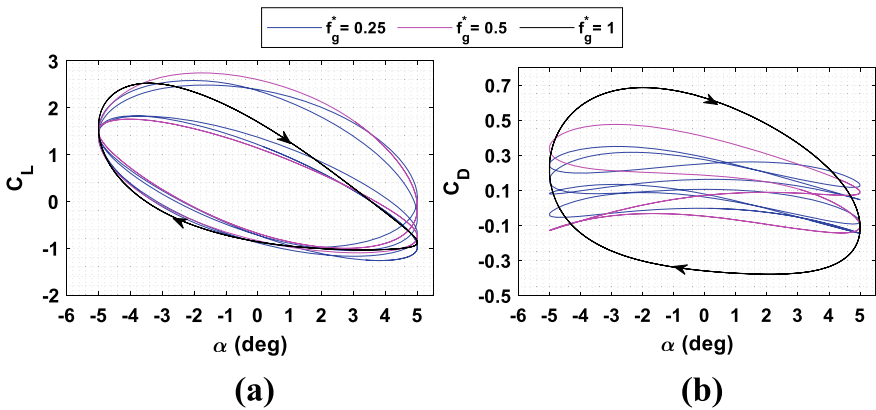 f*g = 0.25 f*g = 0.5 f*g = 1
3
2
1
0
-1
-2
CL
-6 -5 -4 -3 -2 -1 0 1 2 3 4 5
α (deg)
(a)
0.7
0.5
0.3
0.1
-0.1
-0.3
-0.5
CD
-6 -5 -4 -3 -2 -1 0 1 2 3 4 5
α (deg)
(b)